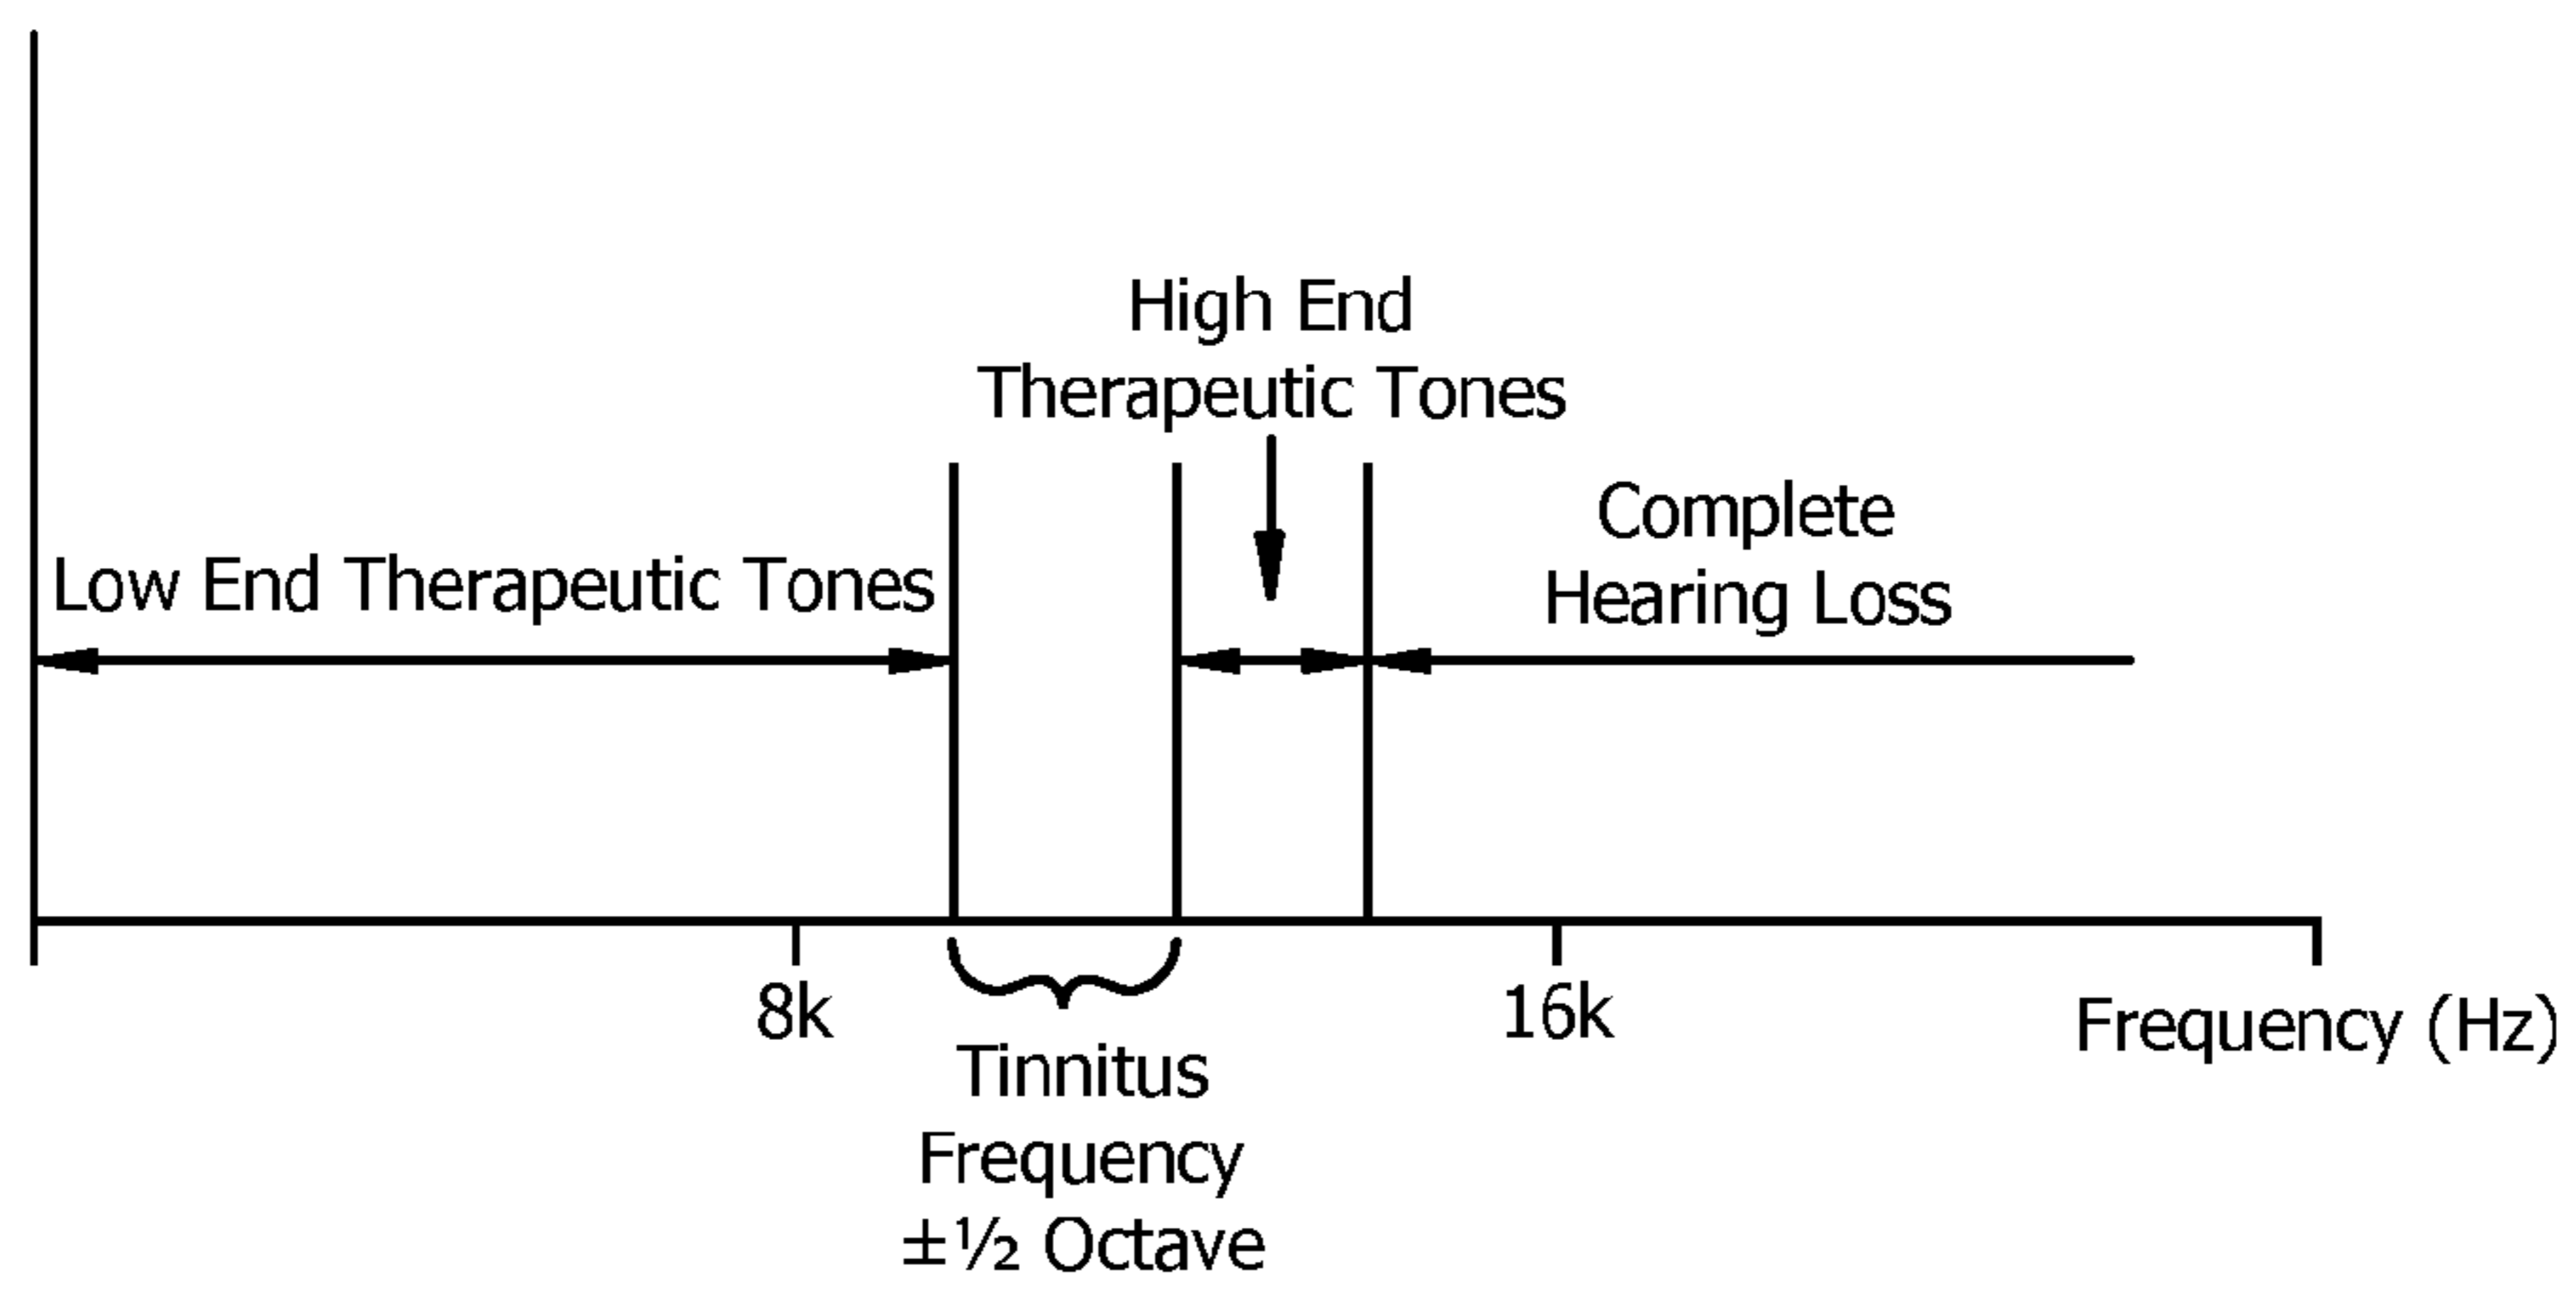 High End
Therapeutic Tones
Complete
Hearing Loss
Low End Therapeutic Tones
8k
16k
Frequency (Hz)
Tinnitus
Frequency
±½ Octave